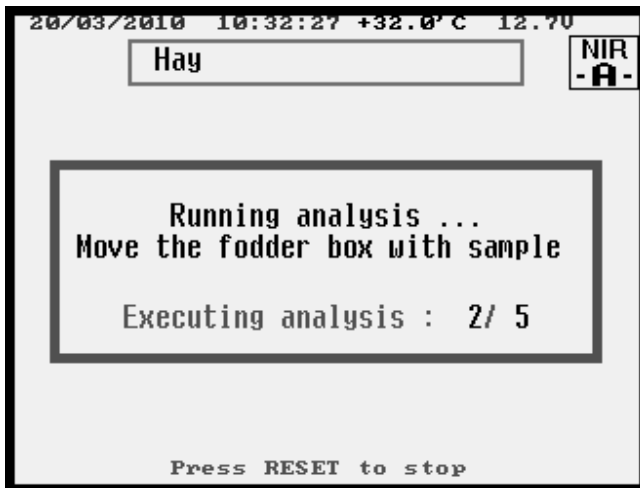 20/03/2010 10:32:27 +32.0°C 12.7V
Hay
NIR
-A-
Running analysis ...
Move the fodder box with sample
Executing analysis : 2/ 5
Press RESET to stop